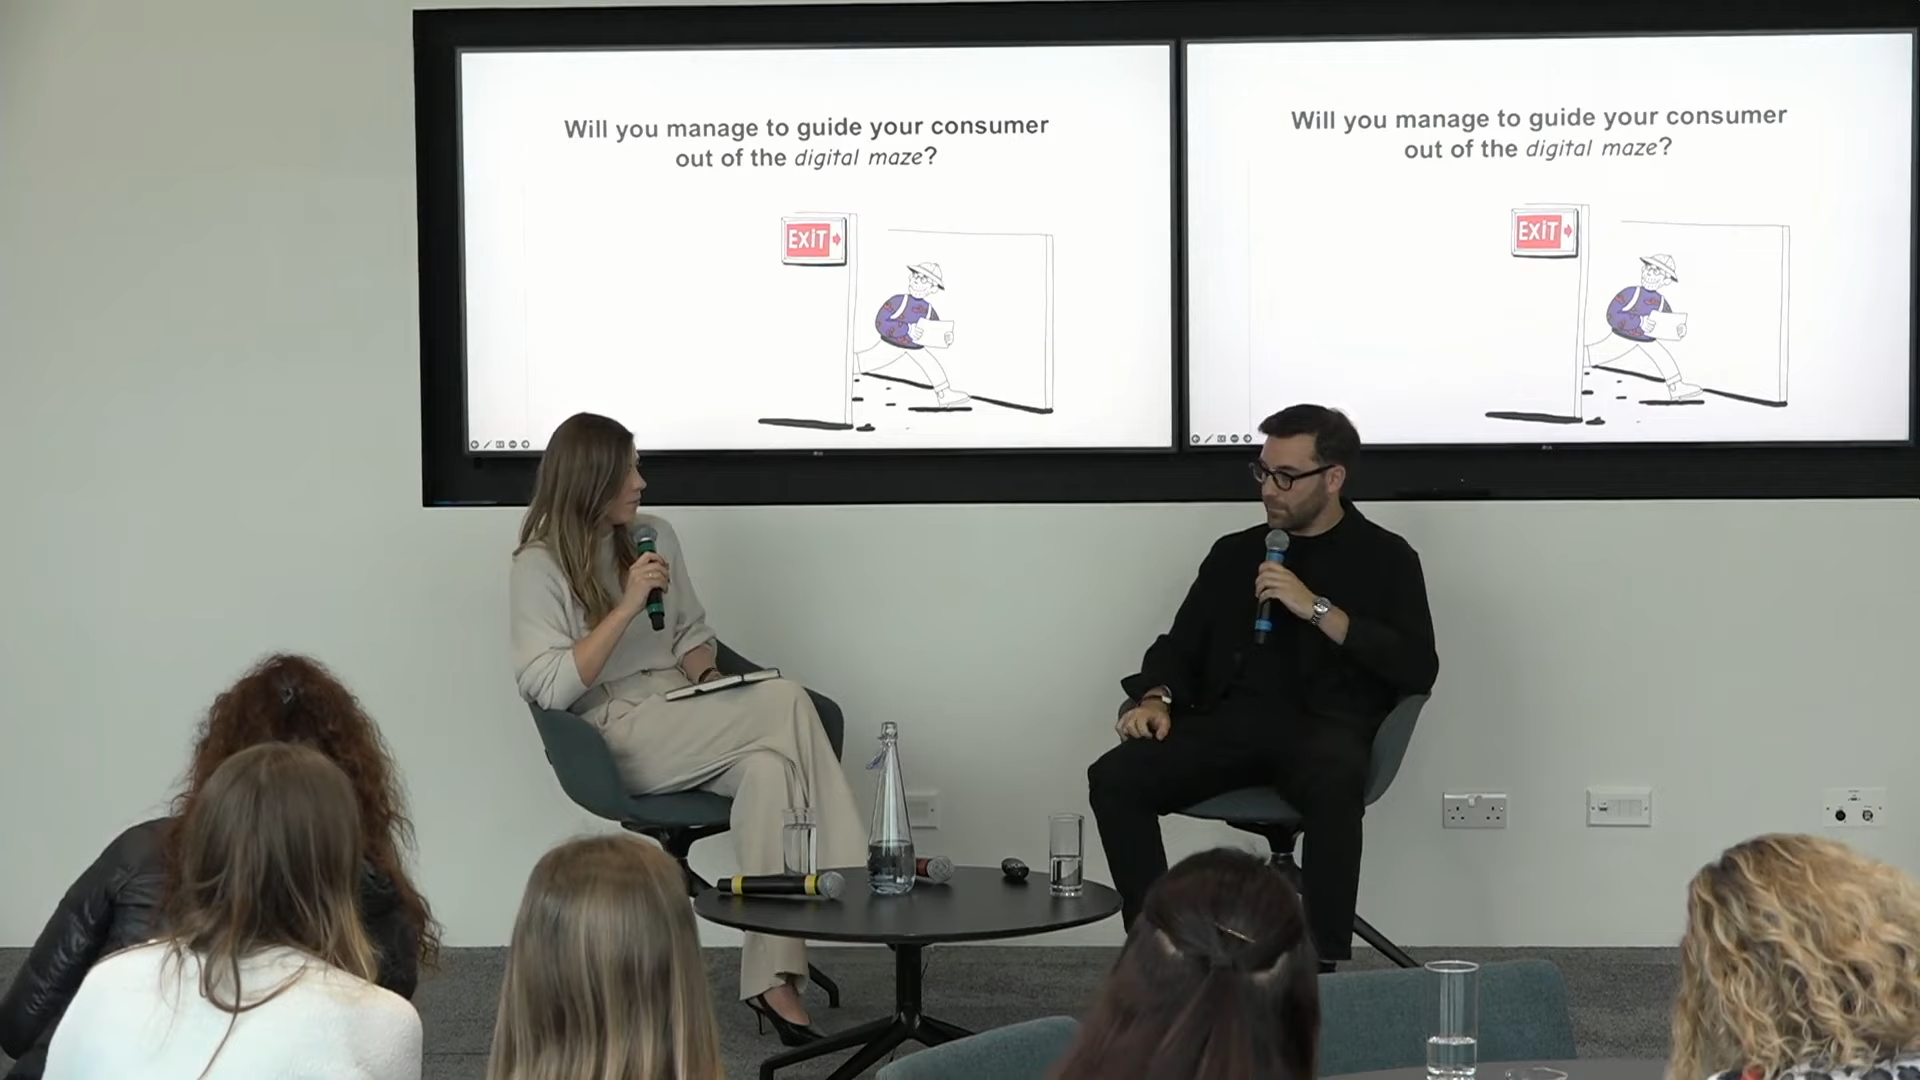 Will you manage to guide your consumer
out of the digital maze?
EXIT
Will you manage to guide your consumer
out of the digital maze?
EXIT